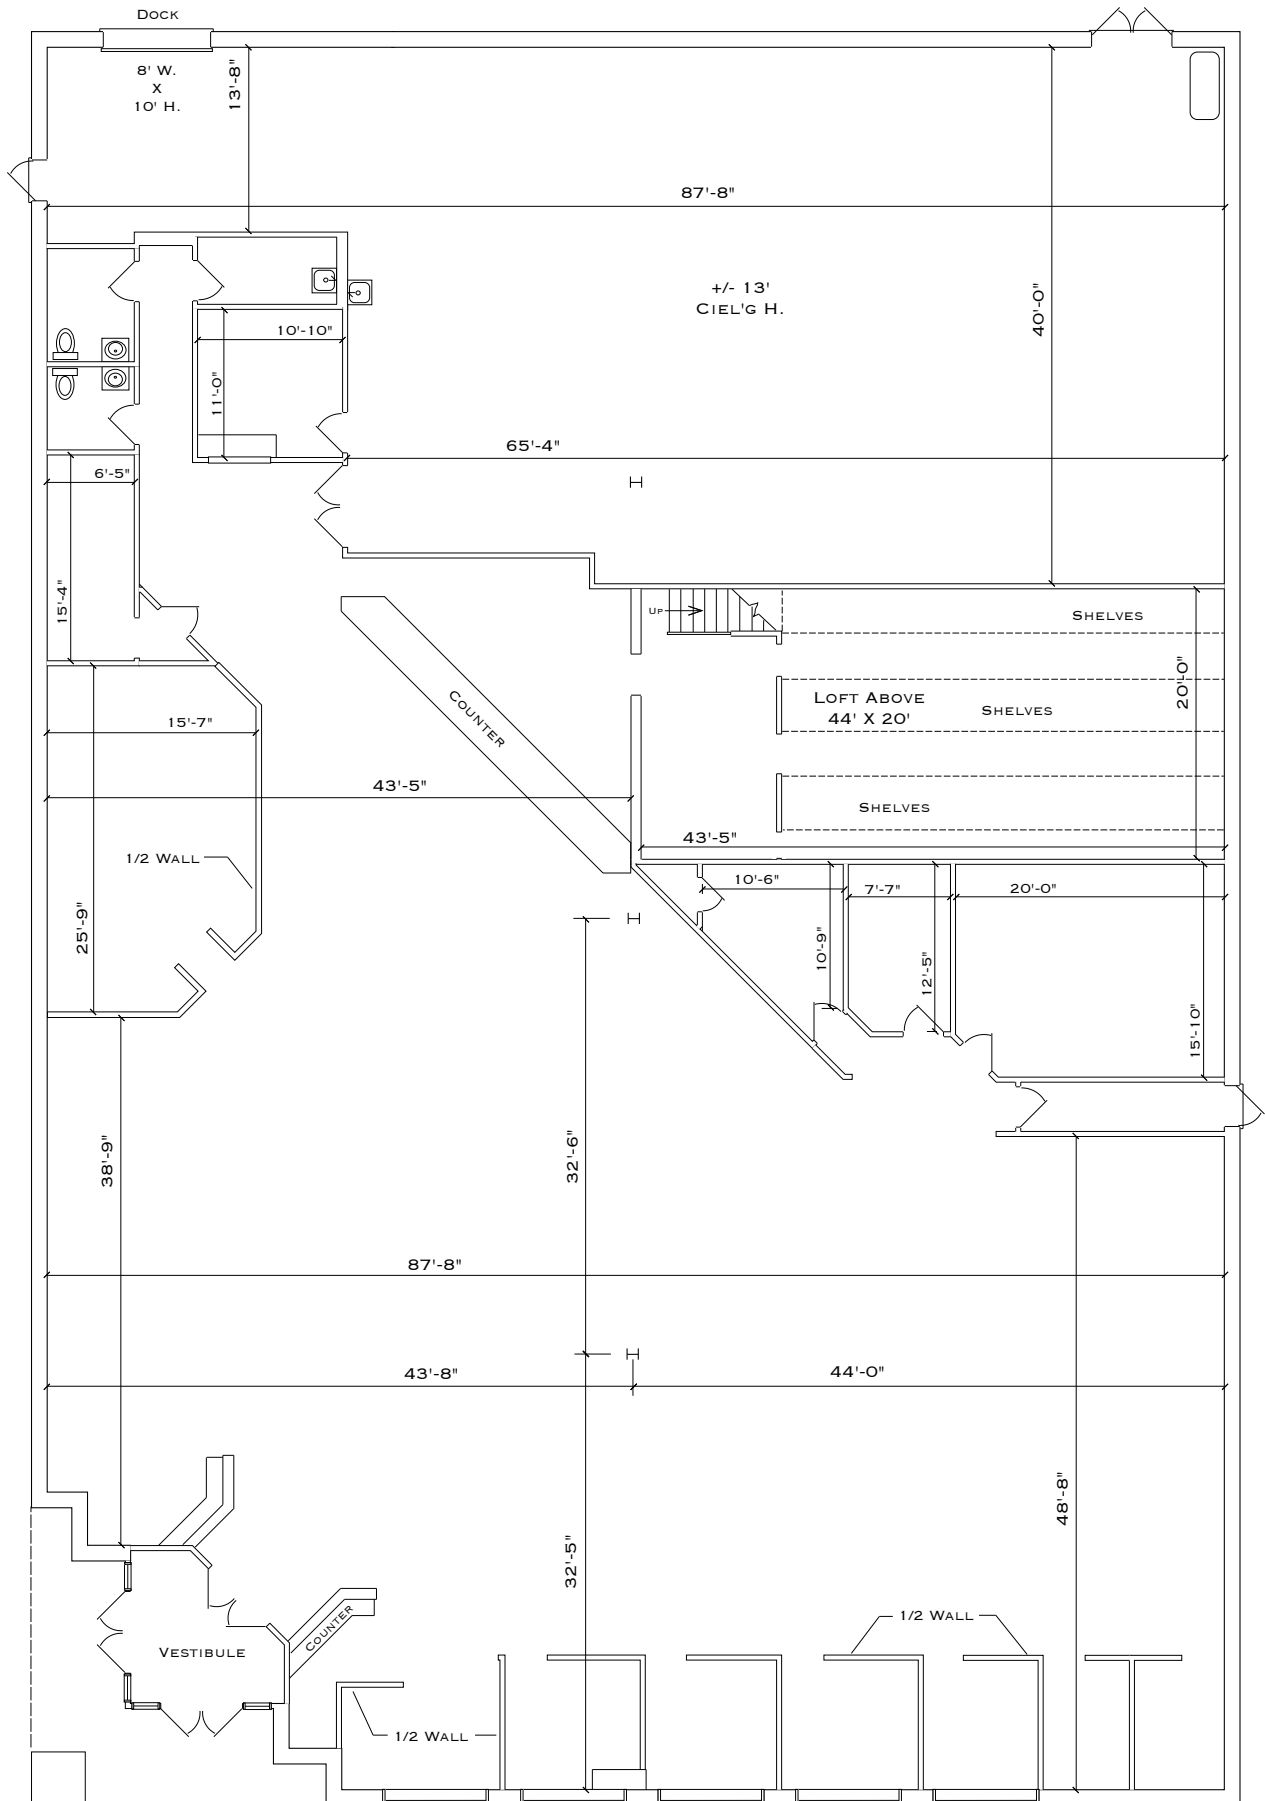 DOCK
8' W.
X
10' H.
13'-8"
87'-8"
+/- 13'
CIEL'G H.
40'-0"
10'-10"
11'-0"
65'-4"
6'-5"
15'-4"
UP
SHELVES
20'-0"
LOFT ABOVE
44' X 20'
SHELVES
COUNTER
15'-7"
43'-5"
SHELVES
43'-5"
1/2 WALL
10'-6"
7'-7"
20'-0"
25'-9"
10'-9"
12'-5"
15'-10"
38'-9"
32'-6"
87'-8"
43'-8"
44'-0"
48'-8"
32'-5"
COUNTER
1/2 WALL
VESTIBULE
1/2 WALL